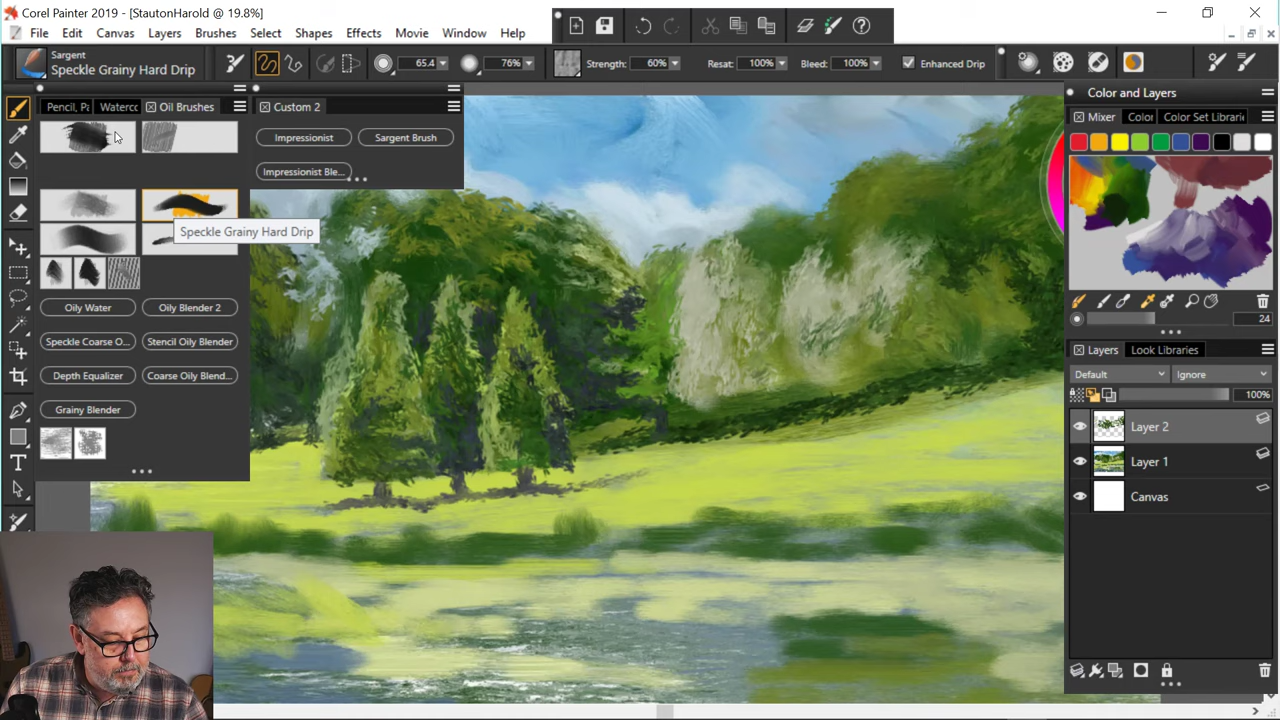 Corel Painter 2019 - [StautonHarold @ 19.8%]
File Edit Canvas Layers Brushes Select Shapes Effects Movie Window Help
Sargent
Speckle Grainy Hard Drip
65.4
76%
Strength: 60%
Resat: 100%
Bleed: 100%
Enhanced Drip
Pencil, Pa
Waterco
Oil Brushes
Custom 2
Impressionist
Sargent Brush
Impressionist Ble...
Speckle Grainy Hard Drip
Oily Water
Oily Blender 2
Speckle Coarse O...
Stencil Oily Blender
Depth Equalizer
Coarse Oily Blend...
Grainy Blender
T
Color and Layers
Mixer
Color
Color Set Librari
24
Layers
Look Libraries
Default
Ignore
100%
Layer 2
Layer 1
Canvas